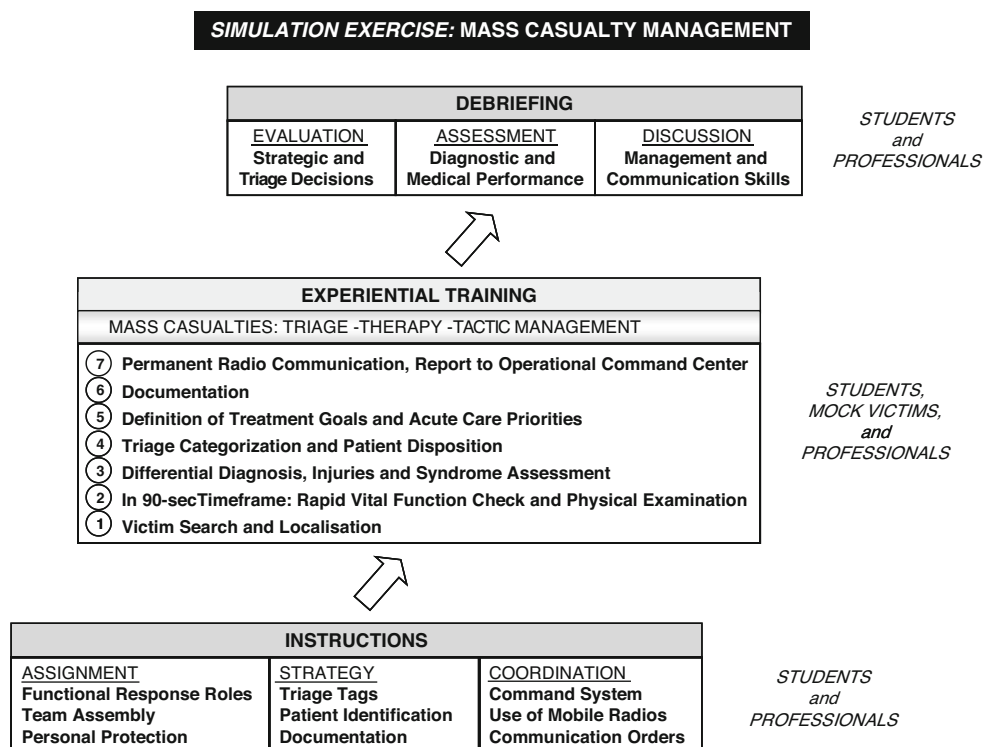 SIMULATION EXERCISE: MASS CASUALTY MANAGEMENT
DEBRIEFING
EVALUATION
Strategic and
Triage Decisions
ASSESSMENT
Diagnostic and
Medical Performance
DISCUSSION
Management and
Communication Skills
STUDENTS
and
PROFESSIONALS
EXPERIENTIAL TRAINING
MASS CASUALTIES: TRIAGE -THERAPY -TACTIC MANAGEMENT
7 Permanent Radio Communication, Report to Operational Command Center
6 Documentation
5 Definition of Treatment Goals and Acute Care Priorities
4 Triage Categorization and Patient Disposition
3 Differential Diagnosis, Injuries and Syndrome Assessment
2 In 90-secTimeframe: Rapid Vital Function Check and Physical Examination
1 Victim Search and Localisation
STUDENTS,
MOCK VICTIMS,
and
PROFESSIONALS
INSTRUCTIONS
ASSIGNMENT
Functional Response Roles
Team Assembly
Personal Protection
STRATEGY
Triage Tags
Patient Identification
Documentation
COORDINATION
Command System
Use of Mobile Radios
Communication Orders
STUDENTS
and
PROFESSIONALS